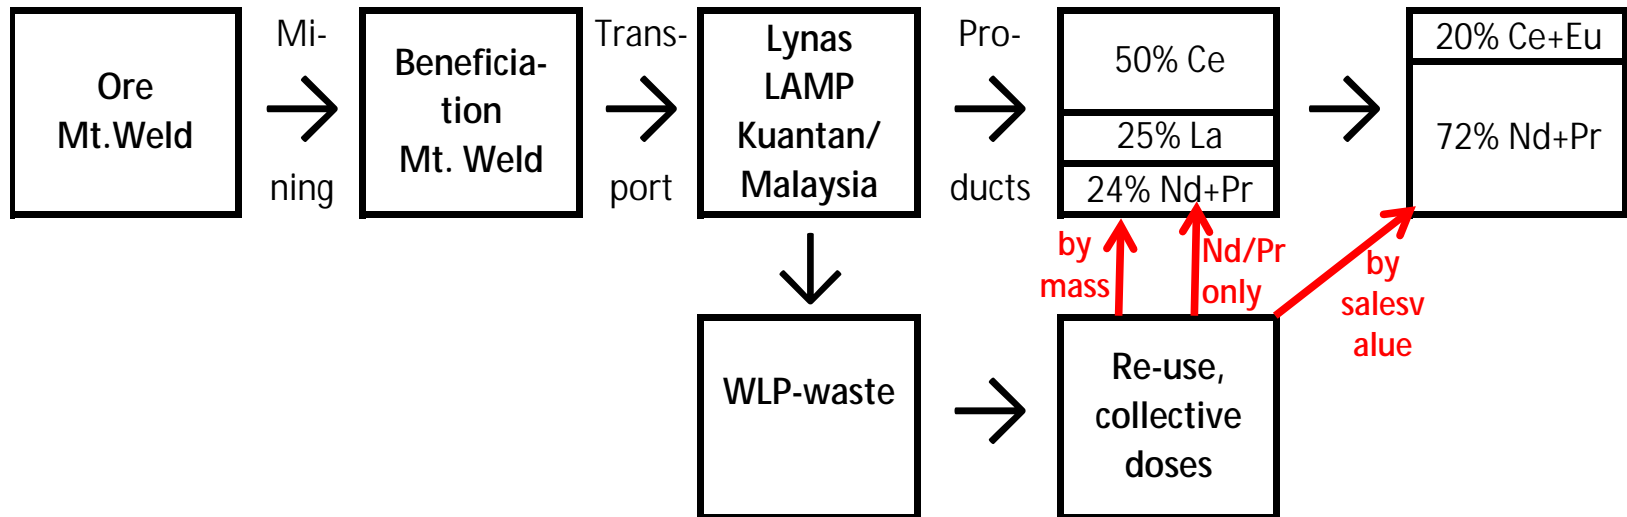 Ore
Mt.Weld
Mi-
ning
Beneficia-
tion
Mt. Weld
Trans-
port
Lynas
LAMP
Kuantan/
Malaysia
Pro-
ducts
50% Ce
25% La
24% Nd+Pr
20% Ce+Eu
72% Nd+Pr
by
mass
Nd/Pr
only
by
salesv
alue
WLP-waste
Re-use,
collective
doses